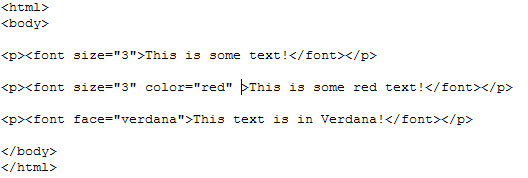 <html>
<body>
<p><font size="3">This is some text!</font></p>
<p><font size="3" color="red" >This is some red text!</font></p>
<p><font face="verdana">This text is in Verdana!</font></p>
</body>
</html>